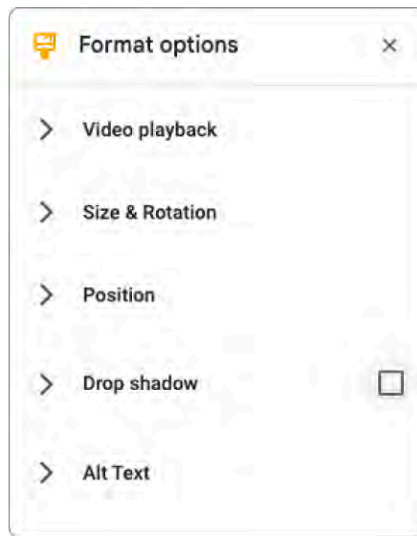 Format options
Video playback
Size & Rotation
Position
Drop shadow
Alt Text